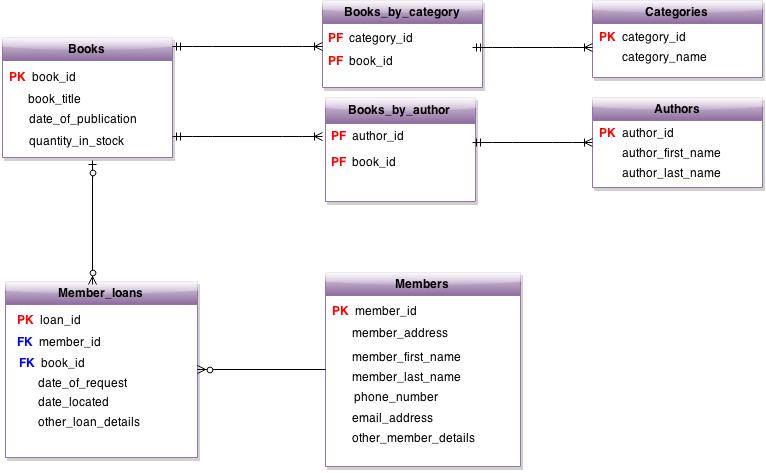 Books
PK book_id
book_title
date_of_publication
quantity_in_stock
Books_by_category
PF category_id
PF book_id
Categories
PK category_id
category_name
Books_by_author
PF author_id
PF book_id
Authors
PK author_id
author_first_name
author_last_name
Member_loans
PK loan_id
FK member_id
FK book_id
date_of_request
date_located
other_loan_details
Members
PK member_id
member_address
member_first_name
member_last_name
phone_number
email_address
other_member_details